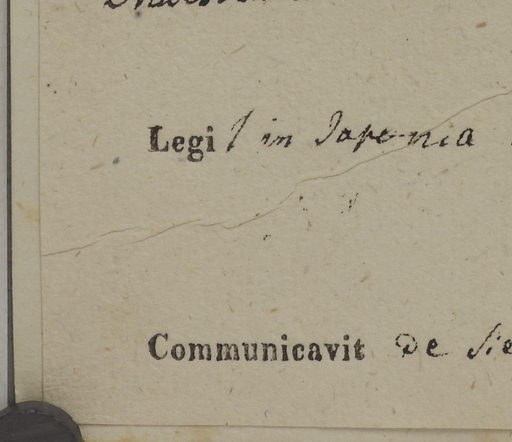 Legi l in Japonia
Communicavit de Sie